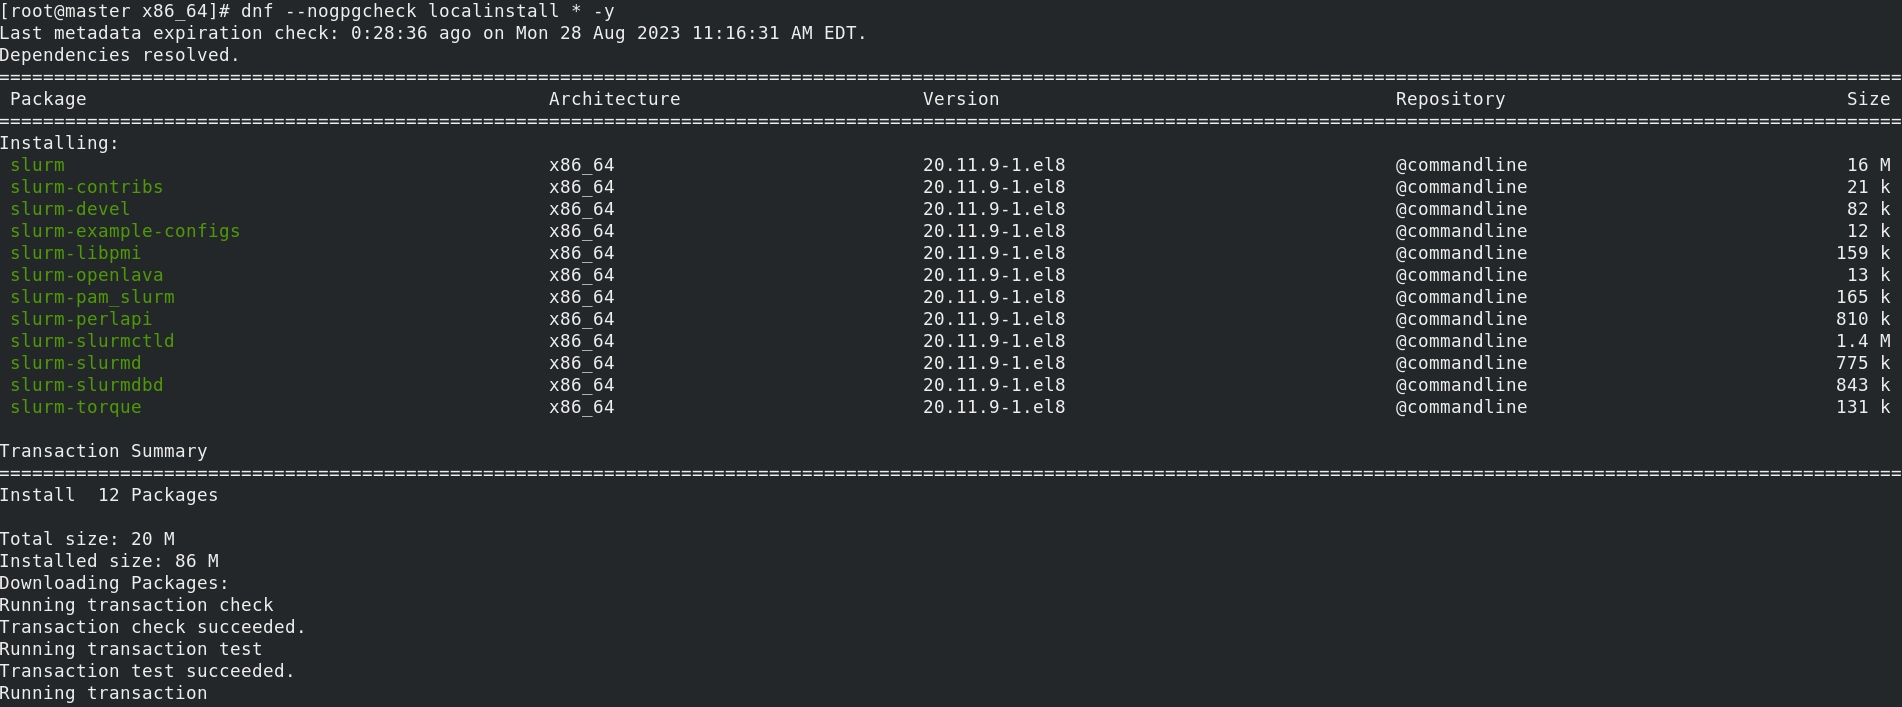 [root@master x86_64]# dnf --nogpgcheck localinstall * -y
Last metadata expiration check: 0:28:36 ago on Mon 28 Aug 2023 11:16:31 AM EDT.
Dependencies resolved.
Package Architecture Version Repository Size
Installing:
slurm x86_64 20.11.9-1.el8 @commandline 16 M
slurm-contribs x86_64 20.11.9-1.el8 @commandline 21 k
slurm-devel x86_64 20.11.9-1.el8 @commandline 82 k
slurm-example-configs x86_64 20.11.9-1.el8 @commandline 12 k
slurm-libpmi x86_64 20.11.9-1.el8 @commandline 159 k
slurm-openlava x86_64 20.11.9-1.el8 @commandline 13 k
slurm-pam_slurm x86_64 20.11.9-1.el8 @commandline 165 k
slurm-perlapi x86_64 20.11.9-1.el8 @commandline 810 k
slurm-slurmctld x86_64 20.11.9-1.el8 @commandline 1.4 M
slurm-slurmd x86_64 20.11.9-1.el8 @commandline 775 k
slurm-slurmdbd x86_64 20.11.9-1.el8 @commandline 843 k
slurm-torque x86_64 20.11.9-1.el8 @commandline 131 k
Transaction Summary
Install  12 Packages
Total size: 20 M
Installed size: 86 M
Downloading Packages:
Running transaction check
Transaction check succeeded.
Running transaction test
Transaction test succeeded.
Running transaction